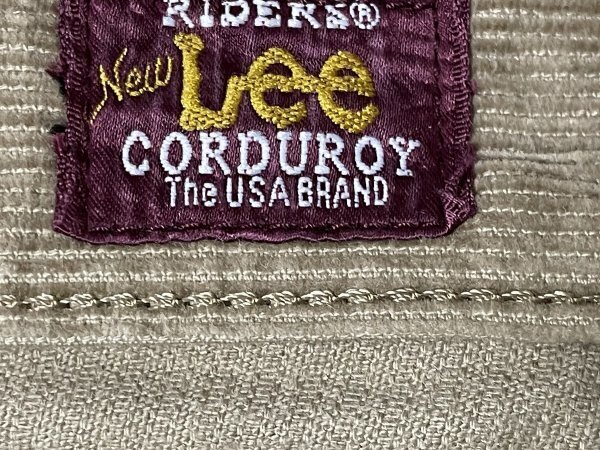 RIDERS®
New Lee
CORDUROY
The USA BRAND